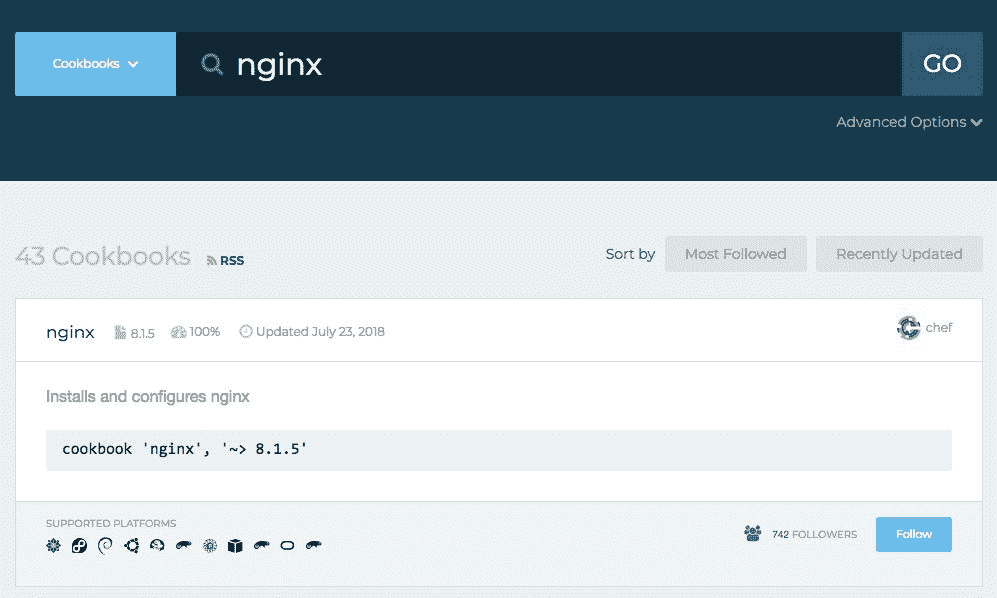 Cookbooks nginx GO
Advanced Options
43 Cookbooks RSS Sort by Most Followed Recently Updated
nginx 8.1.5 100% Updated July 23, 2018 chef
Installs and configures nginx
cookbook 'nginx', '~> 8.1.5'
SUPPORTED PLATFORMS
742 FOLLOWERS Follow